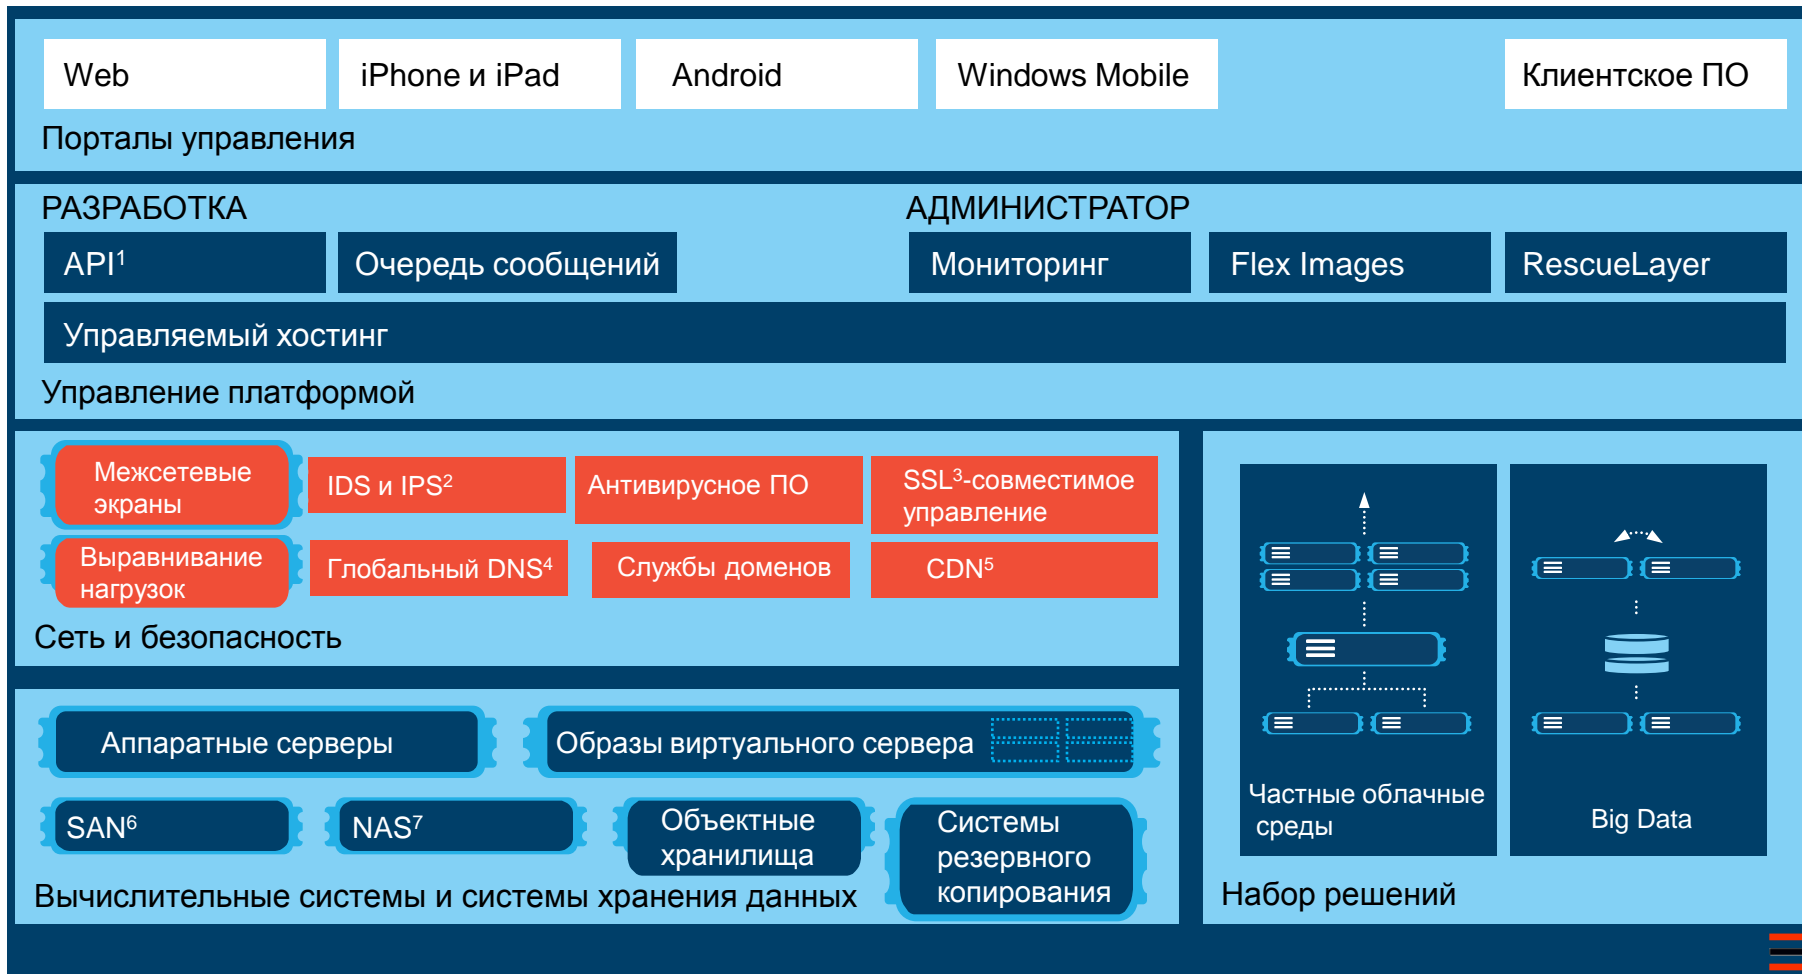 Web
iPhone и iPad
Android
Windows Mobile
Клиентское ПО
Порталы управления
РАЗРАБОТКА
АДМИНИСТРАТОР
API¹
Очередь сообщений
Мониторинг
Flex Images
RescueLayer
Управляемый хостинг
Управление платформой
Межсетевые
экраны
IDS и IPS²
Антивирусное ПО
SSL³-совместимое
управление
Выравнивание
нагрузок
Глобальный DNS⁴
Службы доменов
CDN⁵
Сеть и безопасность
Аппаратные серверы
Образы виртуального сервера
SAN⁶
NAS⁷
Объектные
хранилища
Системы
резервного
копирования
Вычислительные системы и системы хранения данных
Частные облачные
среды
Big Data
Набор решений